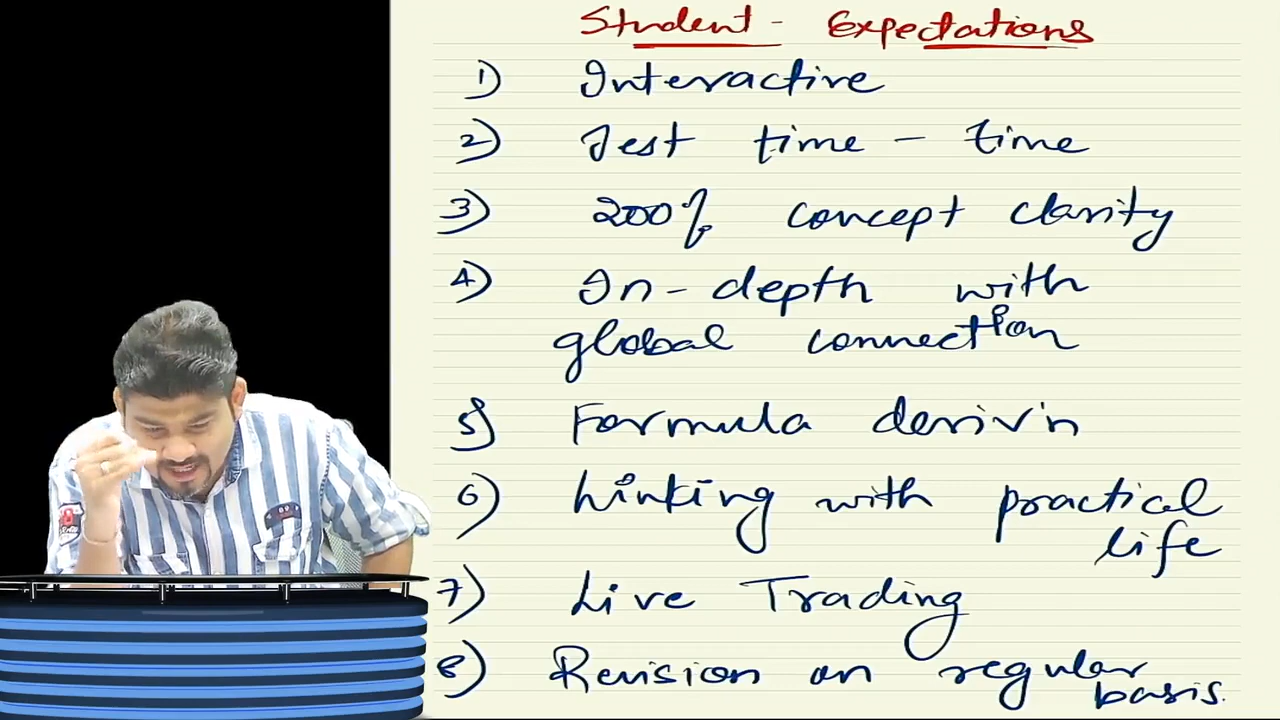 Student - Expectations
1) Interactive
2) Test time - time
3) 200% concept clarity
4) In-depth with
global connection
5) Formula deriv'n
6) Linking with practical
life
7) Live Trading
8) Revision on regular
basis.